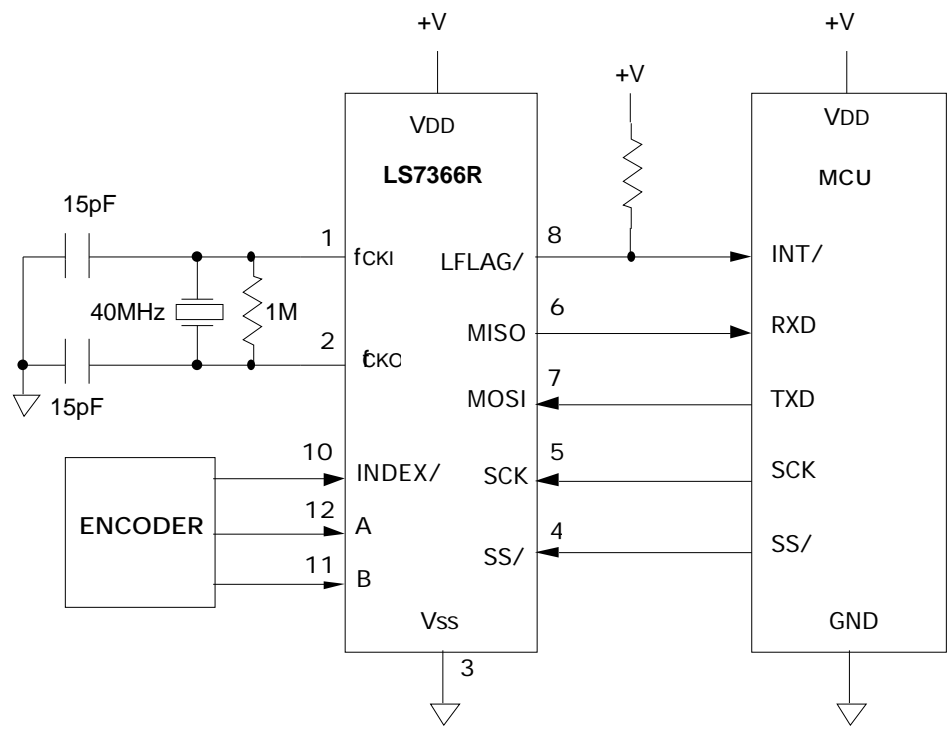 +V
+V
+V
VDD
VDD
LS7366R
MCU
15pF
1
fCKI
8
LFLAG/
INT/
40MHz
1M
6
MISO
RXD
2
fCKO
7
MOSI
TXD
15pF
10
INDEX/
5
SCK
SCK
ENCODER
12
A
4
SS/
SS/
11
B
Vss
GND
3